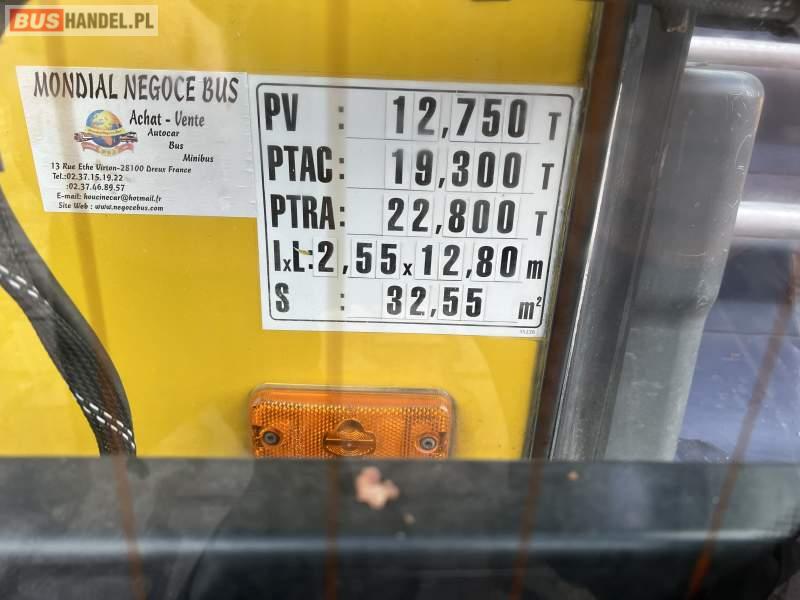 BUSHANDEL.PL
MONDIAL NEGOCE BUS
Achat - Vente
Autocar
Bus
Minibus
13 Rue Ethe Virton-28100 Dreux France
Tel.:02.37.15.19.22
:02.37.46.89.57
E-mail: houcinecar@hotmail.fr
Site Web : www.negocebus.com
PV : 12,750 T
PTAC: 19,300 T
PTRA: 22,800 T
lxL: 2,55x12,80 m
S : 32,55 m²